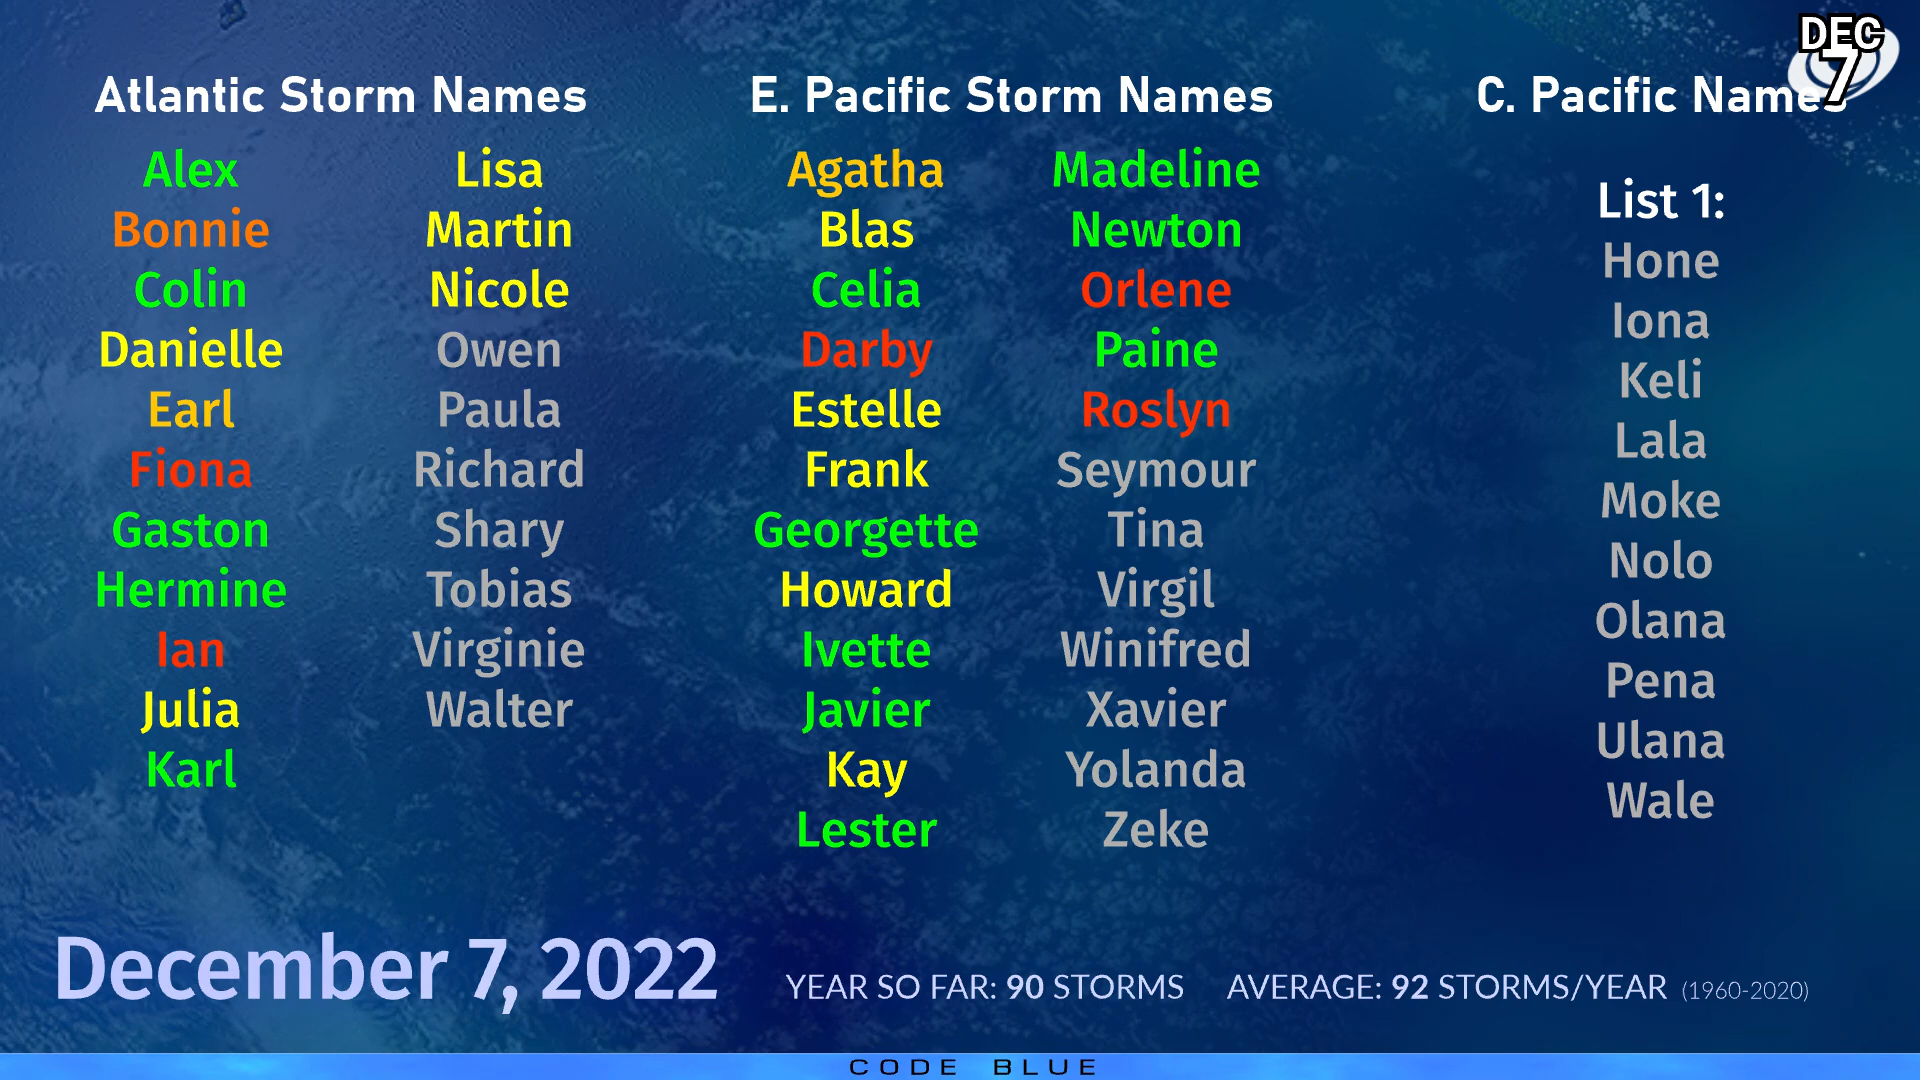 DEC
7
Atlantic Storm Names
Alex
Bonnie
Colin
Danielle
Earl
Fiona
Gaston
Hermine
Ian
Julia
Karl
Lisa
Martin
Nicole
Owen
Paula
Richard
Shary
Tobias
Virginie
Walter
E. Pacific Storm Names
Agatha
Blas
Celia
Darby
Estelle
Frank
Georgette
Howard
Ivette
Javier
Kay
Lester
Madeline
Newton
Orlene
Paine
Roslyn
Seymour
Tina
Virgil
Winifred
Xavier
Yolanda
Zeke
C. Pacific Names
List 1:
Hone
Iona
Keli
Lala
Moke
Nolo
Olana
Pena
Ulana
Wale
December 7, 2022
YEAR SO FAR: 90 STORMS
AVERAGE: 92 STORMS/YEAR (1960-2020)
CODE BLUE